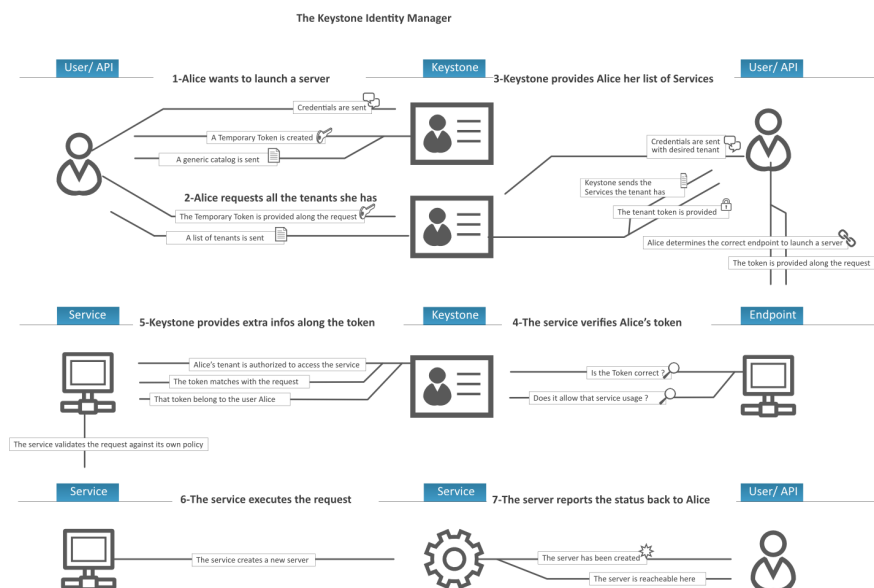 The Keystone Identity Manager
User/ API
Keystone
User/ API
1-Alice wants to launch a server
3-Keystone provides Alice her list of Services
Credentials are sent
A Temporary Token is created
A generic catalog is sent
Credentials are sent
with desired tenant
2-Alice requests all the tenants she has
Keystone sends the
Services the tenant has
The Temporary Token is provided along the request
The tenant token is provided
A list of tenants is sent
Alice determines the correct endpoint to launch a server
The token is provided along the request
Service
Keystone
Endpoint
5-Keystone provides extra infos along the token
4-The service verifies Alice's token
Alice's tenant is authorized to access the service
The token matches with the request
That token belong to the user Alice
Is the Token correct ?
Does it allow that service usage ?
The service validates the request against its own policy
Service
Service
User/ API
6-The service executes the request
7-The server reports the status back to Alice
The service creates a new server
The server has been created
The server is reacheable here